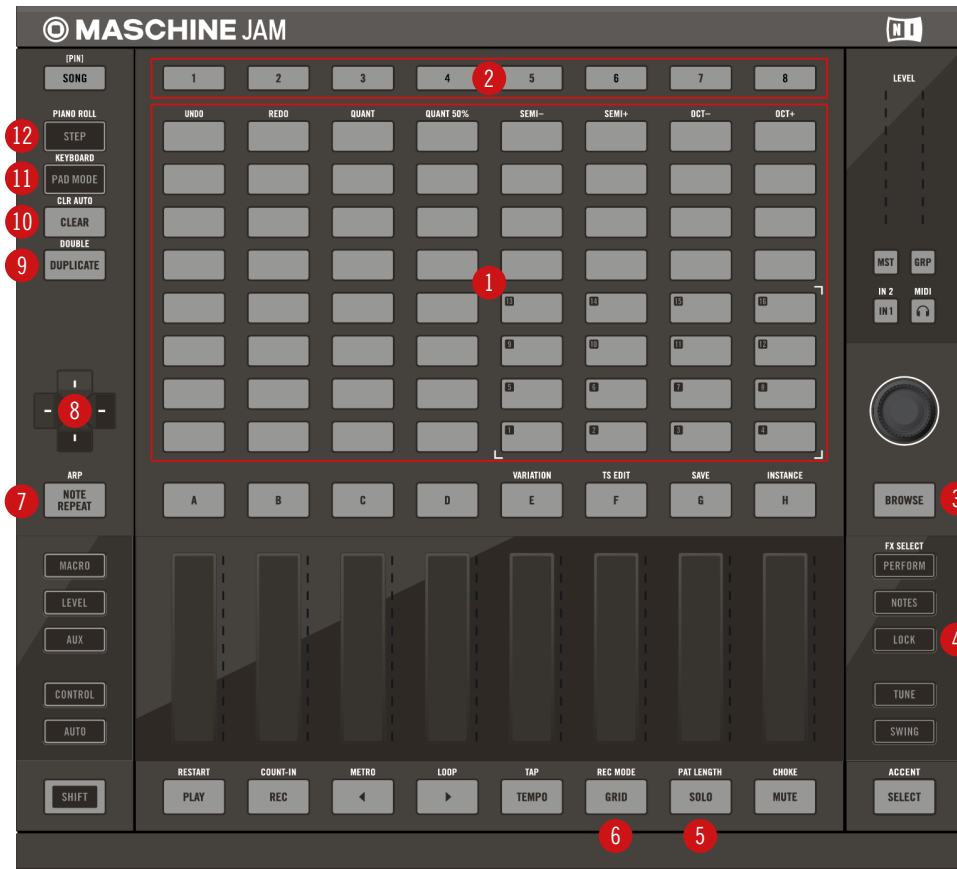 MASCHINE JAM
NI
[PIN]
SONG
1 2 3 4 2 5 6 7 8
LEVEL
PIANO ROLL
12 STEP
UNDO REDO QUANT QUANT 50% SEMI– SEMI+ OCT– OCT+
KEYBOARD
11 PAD MODE
CLR AUTO
10 CLEAR
DOUBLE
9 DUPLICATE
MST GRP
1
IN 2 MIDI
IN 1
13 14 15 16
9 10 11 12
5 6 7 8
1 2 3 4
8
ARP
7 NOTE
REPEAT
VARIATION TS EDIT SAVE INSTANCE
A B C D E F G H
BROWSE 3
MACRO
LEVEL
AUX
CONTROL
AUTO
FX SELECT
PERFORM
NOTES
LOCK 4
TUNE
SWING
RESTART COUNT-IN METRO LOOP TAP REC MODE PAT LENGTH CHOKE ACCENT
SHIFT PLAY REC TEMPO GRID SOLO MUTE SELECT
6 5